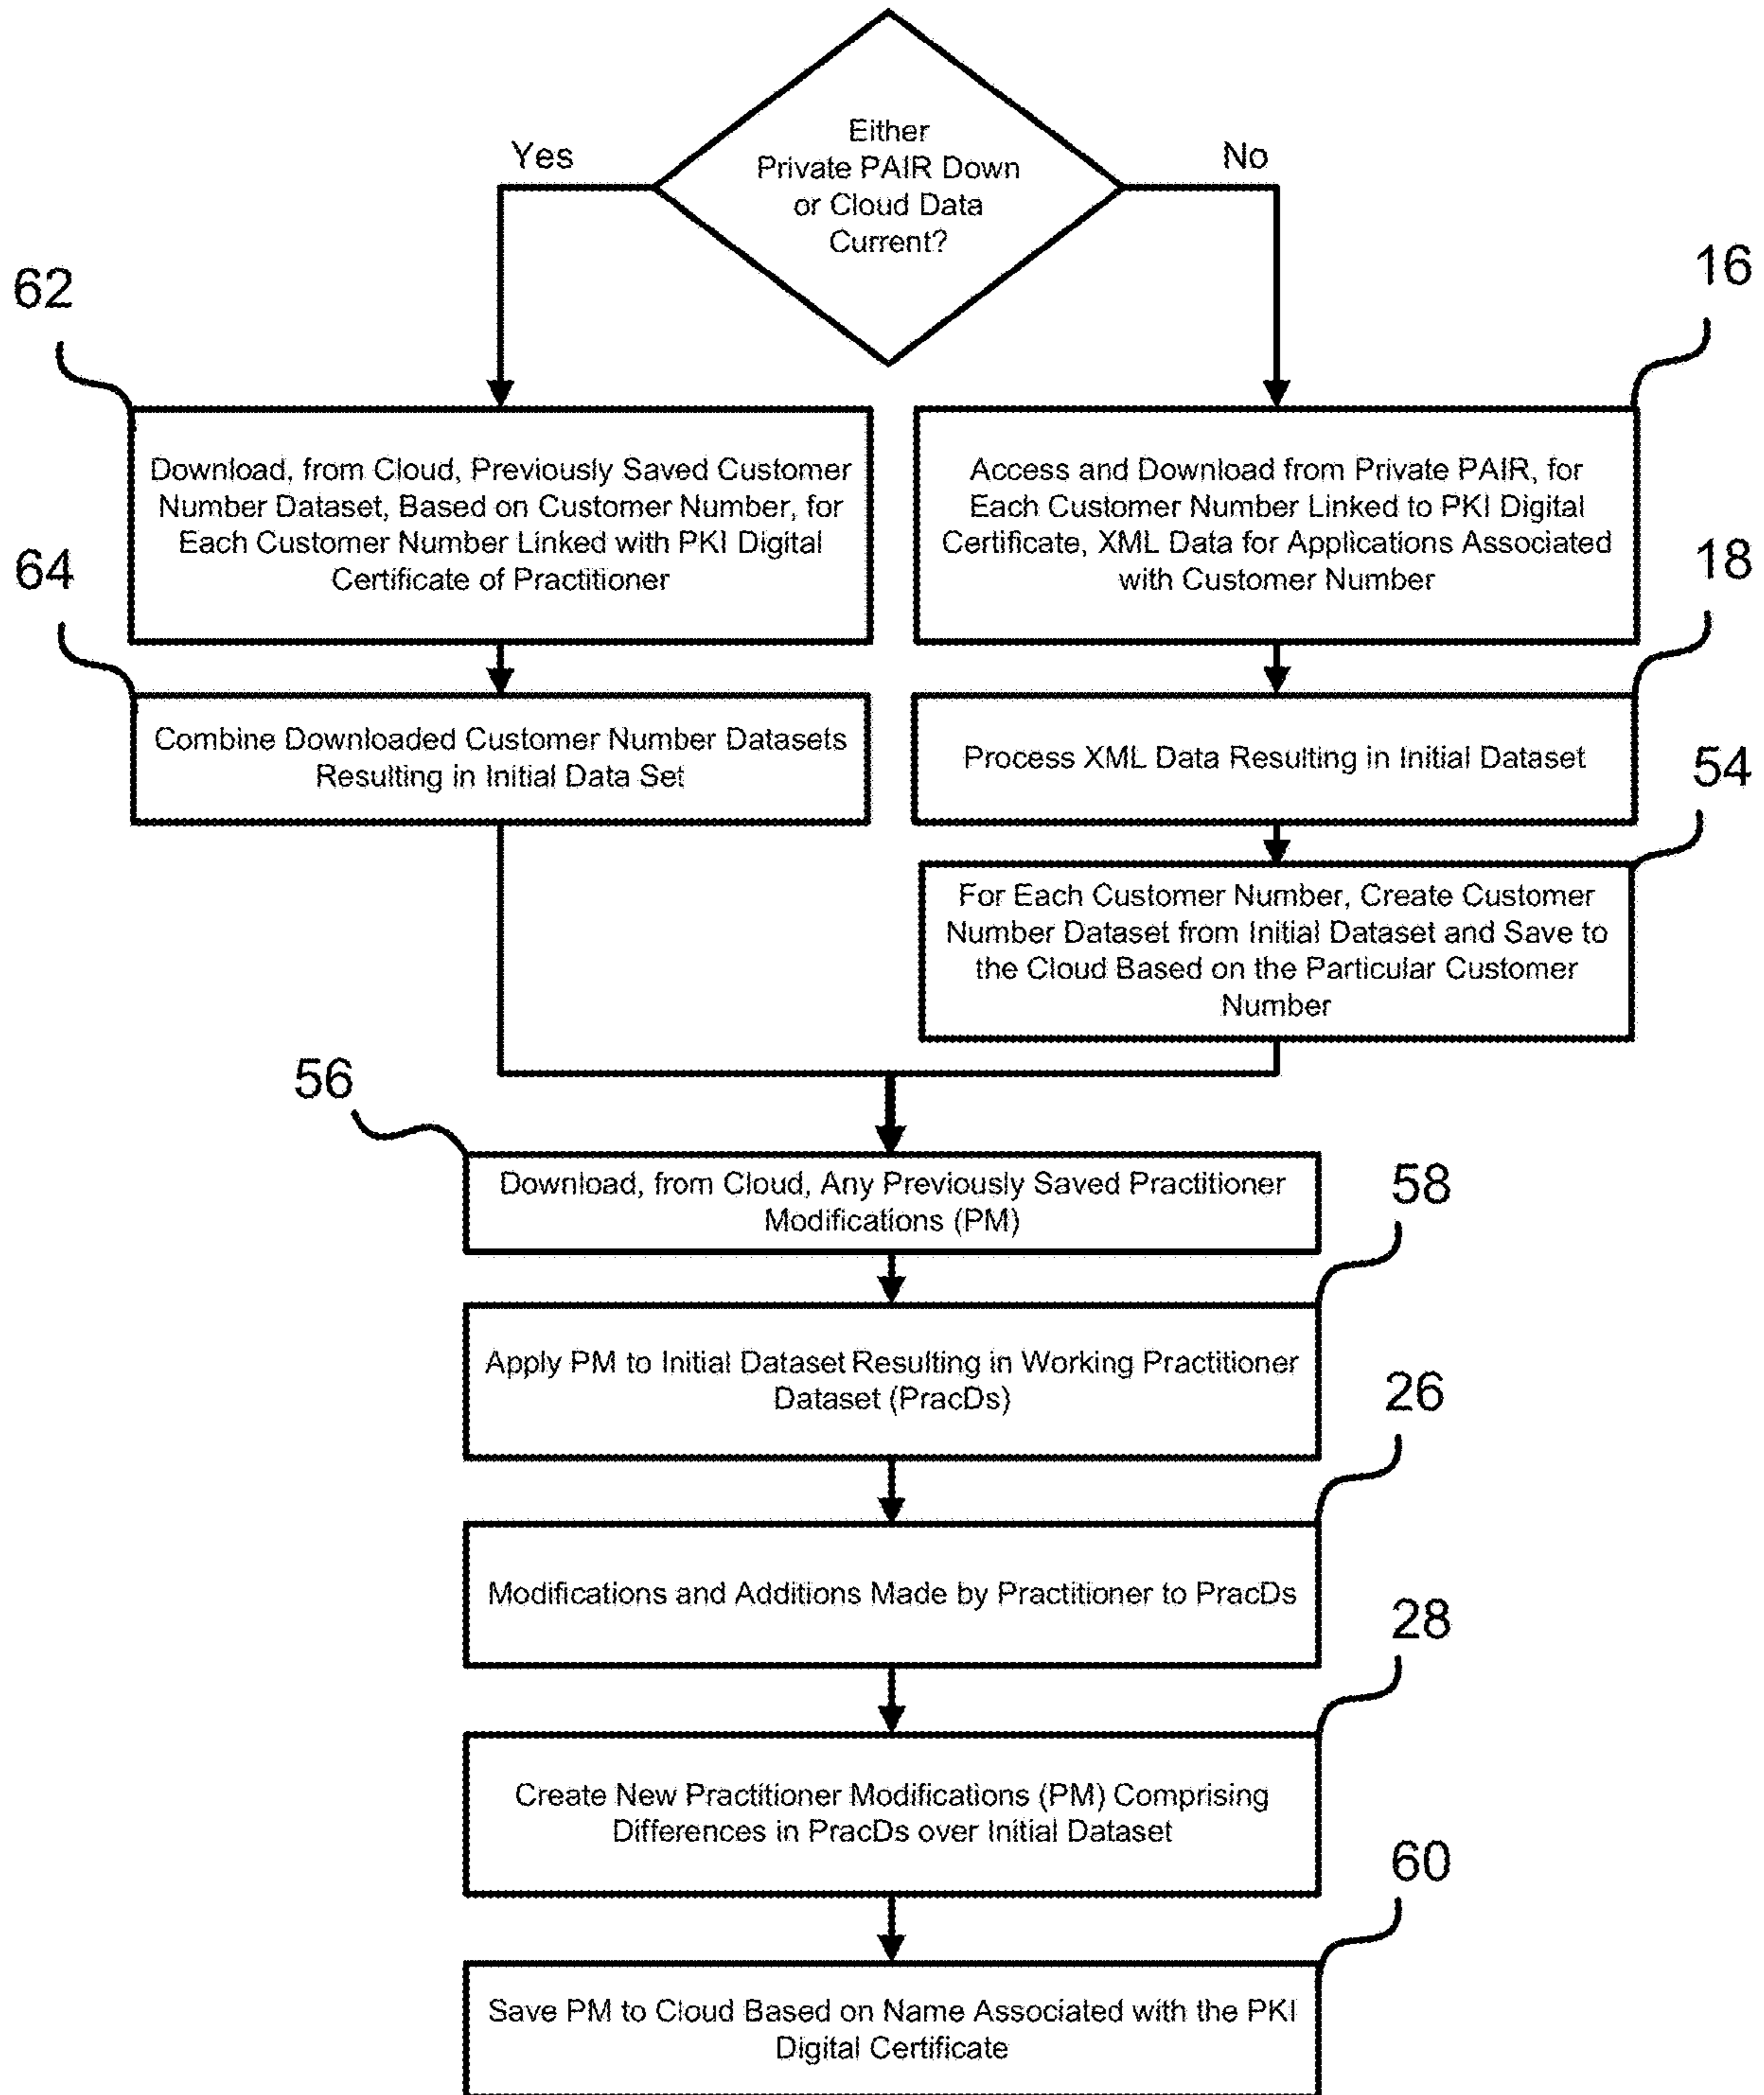 Either
Private PAIR Down
or Cloud Data
Current?
Yes
No
62
16
Download, from Cloud, Previously Saved Customer
Number Dataset, Based on Customer Number, for
Each Customer Number Linked with PKI Digital
Certificate of Practitioner
Access and Download from Private PAIR, for
Each Customer Number Linked to PKI Digital
Certificate, XML Data for Applications Associated
with Customer Number
64
18
Combine Downloaded Customer Number Datasets
Resulting in Initial Data Set
Process XML Data Resulting in Initial Dataset
54
For Each Customer Number, Create Customer
Number Dataset from Initial Dataset and Save to
the Cloud Based on the Particular Customer
Number
56
Download, from Cloud, Any Previously Saved Practitioner
Modifications (PM)
58
Apply PM to Initial Dataset Resulting in Working Practitioner
Dataset (PracDs)
26
Modifications and Additions Made by Practitioner to PracDs
28
Create New Practitioner Modifications (PM) Comprising
Differences in PracDs over Initial Dataset
60
Save PM to Cloud Based on Name Associated with the PKI
Digital Certificate